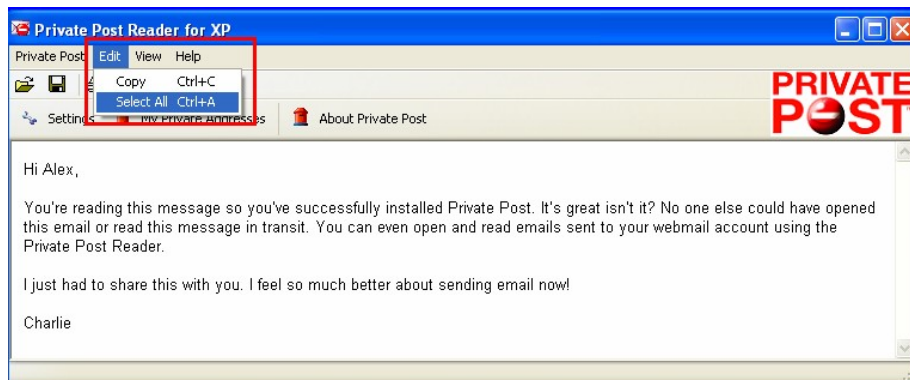 Private Post Reader for XP
Private Post Edit View Help
Copy Ctrl+C
Select All Ctrl+A
Settings My Private Addresses About Private Post
PRIVATE
POST
Hi Alex,
You're reading this message so you've successfully installed Private Post. It's great isn't it? No one else could have opened
this email or read this message in transit. You can even open and read emails sent to your webmail account using the
Private Post Reader.
I just had to share this with you. I feel so much better about sending email now!
Charlie